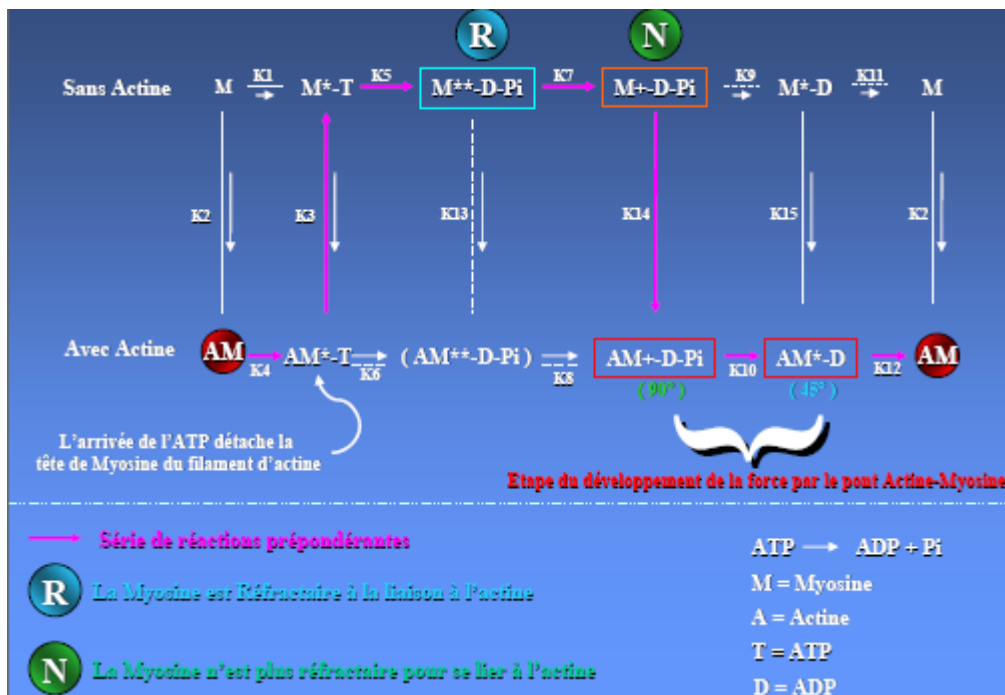 R N
Sans Actine M K1 M*-T K5 M**-D-Pi K7 M+-D-Pi K9 M*-D K11 M
K2 K3 K13 K14 K15 K2
Avec Actine AM K4 AM*-T K6 (AM**-D-Pi) K8 AM+-D-Pi K10 AM*-D K12 AM
(90°) (45°)
L'arrivée de l'ATP détache la
tête de Myosine du filament d'actine
Etape du développement de la force par le pont Actine-Myosine
Série de réactions prépondérantes
R La Myosine est Réfractaire à la liaison à l'actine
N La Myosine n'est plus réfractaire pour se lier à l'actine
ATP → ADP + Pi
M = Myosine
A = Actine
T = ATP
D = ADP